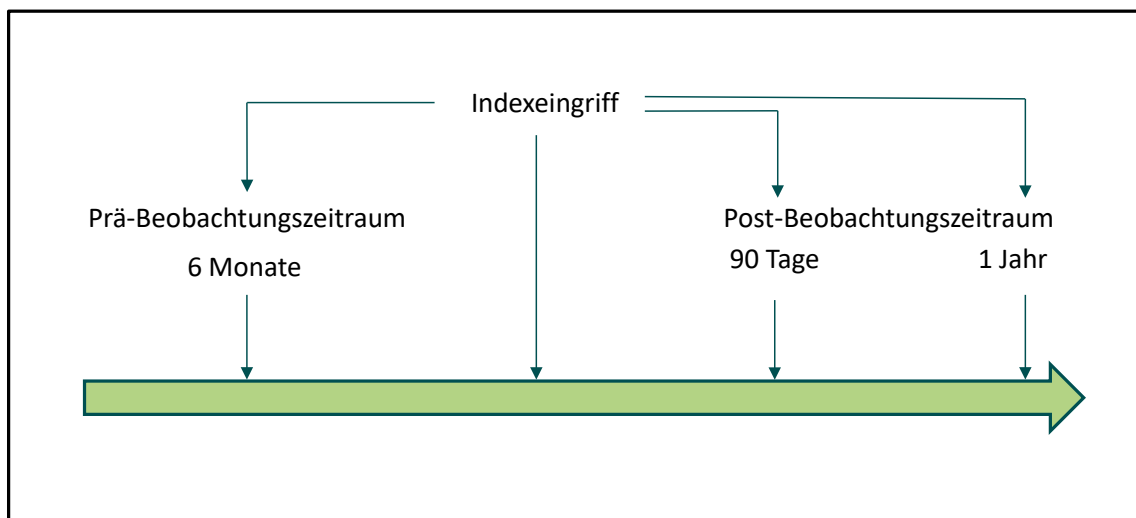 Indexeingriff
Prä-Beobachtungszeitraum
6 Monate
Post-Beobachtungszeitraum
90 Tage
1 Jahr